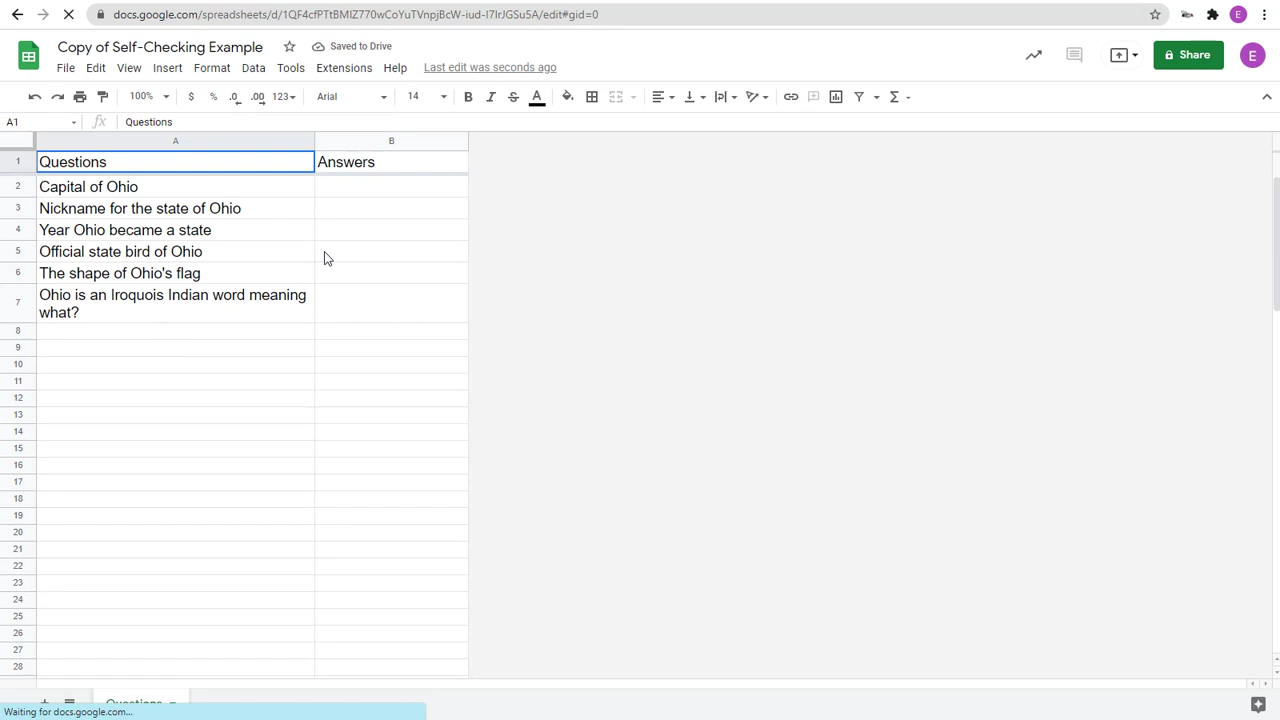 docs.google.com/spreadsheets/d/1QF4cfPTtBMIZ770wCoYuTVnpjBcW-iud-I7IrJGSu5A/edit#gid=0
E
Copy of Self-Checking Example
Saved to Drive
File Edit View Insert Format Data Tools Extensions Help Last edit was seconds ago
Share
E
100% $ % .0 .00 123 Arial 14 B I S A
A1 fx Questions
A B
1 Questions Answers
2 Capital of Ohio
3 Nickname for the state of Ohio
4 Year Ohio became a state
5 Official state bird of Ohio
6 The shape of Ohio's flag
7 Ohio is an Iroquois Indian word meaning
what?
8
9
10
11
12
13
14
15
16
17
18
19
20
21
22
23
24
25
26
27
28
Questions
Waiting for docs.google.com...